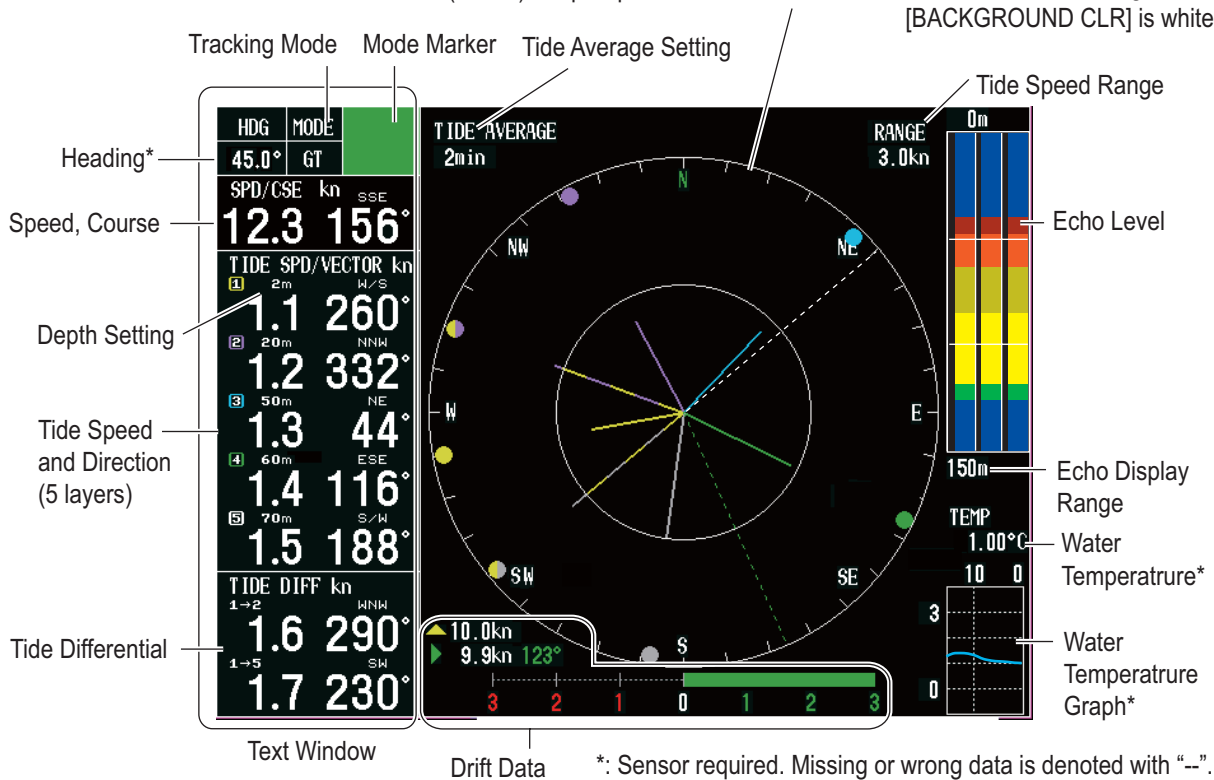 [BACKGROUND CLR] is white
Tracking Mode
Mode Marker
Tide Average Setting
Tide Speed Range
Heading*
Speed, Course
Depth Setting
Tide Speed
and Direction
(5 layers)
Tide Differential
HDG MODE
45.0° GT
SPD/CSE kn SSE
12.3 156°
TIDE SPD/VECTOR kn
1 2m W/S
1.1 260°
2 20m NNW
1.2 332°
3 50m NE
1.3 44°
4 60m ESE
1.4 116°
5 70m S/W
1.5 188°
TIDE DIFF kn
1→2 WNW
1.6 290°
1→5 SW
1.7 230°
TIDE AVERAGE
2min
RANGE
3.0kn
N
NW
NE
W
E
SW
SE
S
10.0kn
9.9kn 123°
3 2 1 0 1 2 3
0m
150m
TEMP
1.00°C
10 0
3
0
Echo Level
Echo Display
Range
Water
Temperatrure*
Water
Temperatrure
Graph*
Text Window
Drift Data
*: Sensor required. Missing or wrong data is denoted with “--”.